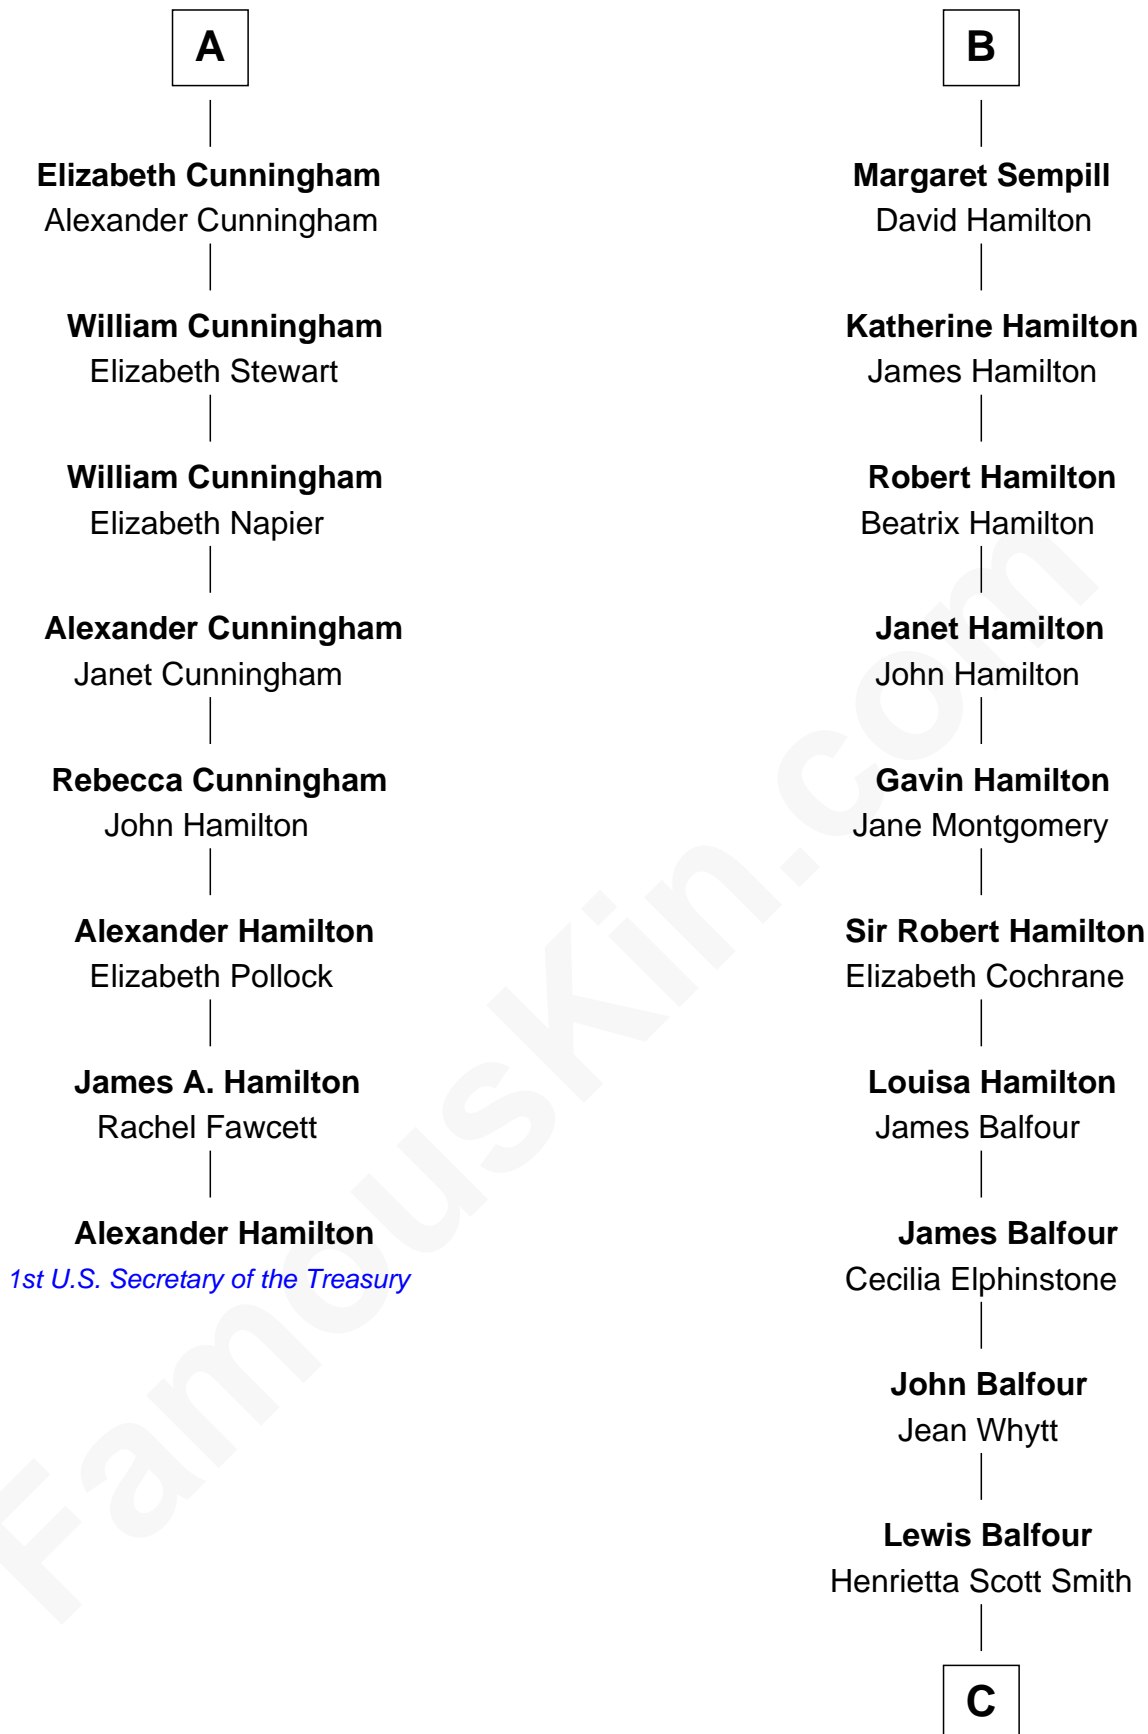 A
Elizabeth Cunningham
Alexander Cunningham
William Cunningham
Elizabeth Stewart
William Cunningham
Elizabeth Napier
Alexander Cunningham
Janet Cunningham
Rebecca Cunningham
John Hamilton
Alexander Hamilton
Elizabeth Pollock
James A. Hamilton
Rachel Fawcett
Alexander Hamilton
1st U.S. Secretary of the Treasury
B
Margaret Sempill
David Hamilton
Katherine Hamilton
James Hamilton
Robert Hamilton
Beatrix Hamilton
Janet Hamilton
John Hamilton
Gavin Hamilton
Jane Montgomery
Sir Robert Hamilton
Elizabeth Cochrane
Louisa Hamilton
James Balfour
James Balfour
Cecilia Elphinstone
John Balfour
Jean Whytt
Lewis Balfour
Henrietta Scott Smith
C
FamousKin.com